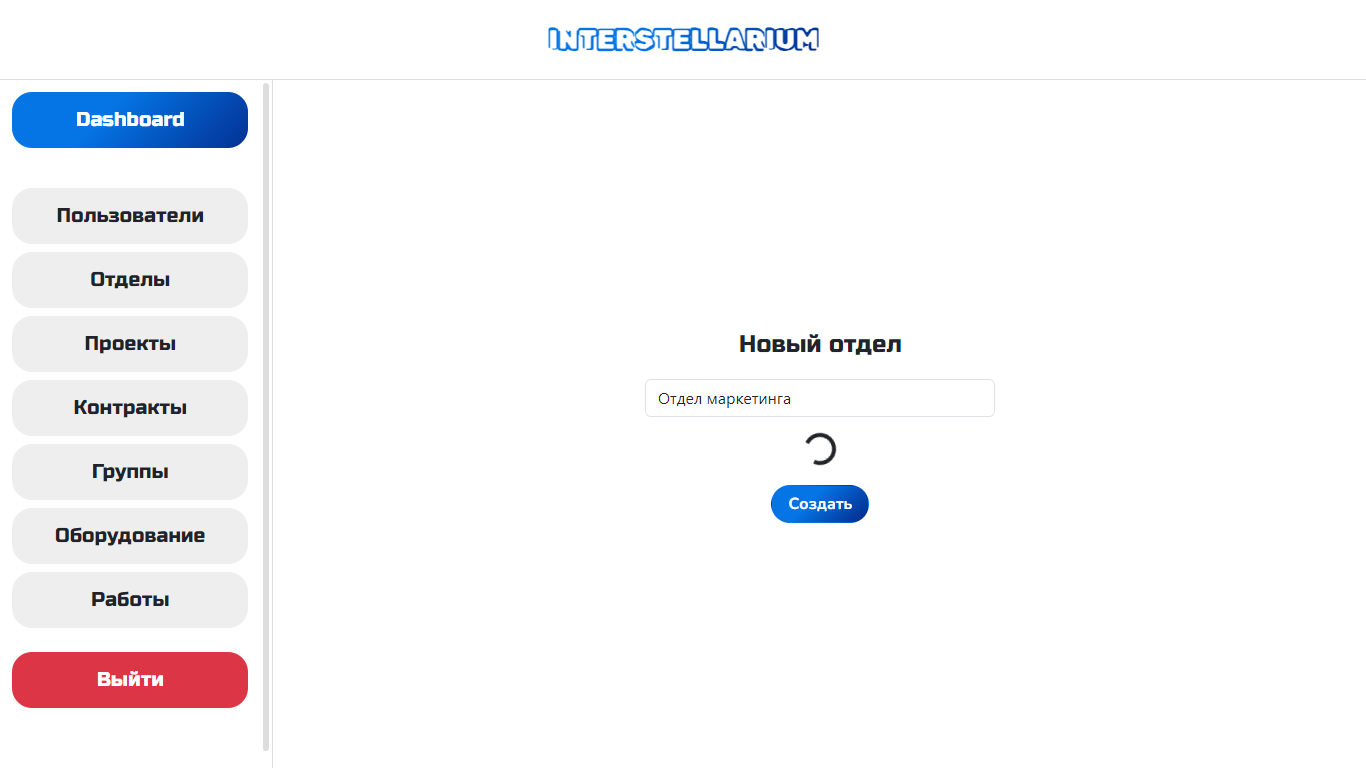 INTERSTELLARIUM
Dashboard
Пользователи
Отделы
Проекты
Контракты
Группы
Оборудование
Работы
Выйти
Новый отдел
Отдел маркетинга
Создать